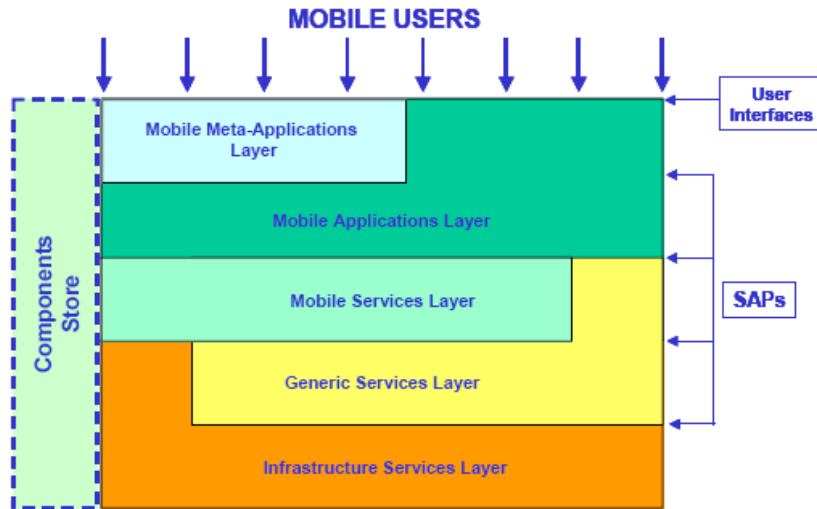 MOBILE USERS
User
Interfaces
Mobile Meta-Applications
Layer
Mobile Applications Layer
Components
Store
Mobile Services Layer
SAPs
Generic Services Layer
Infrastructure Services Layer